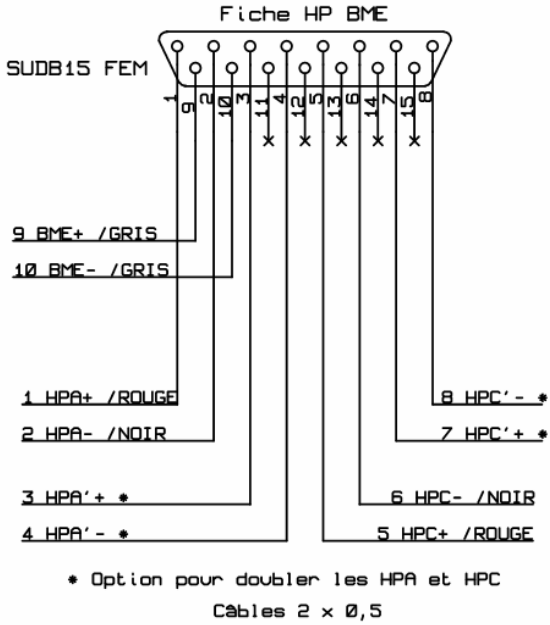 Fiche HP BME
SUDB15 FEM
1 9 2 10 3 11 4 12 5 13 6 14 7 15 8
9 BME+ /GRIS
10 BME- /GRIS
1 HPA+ /ROUGE
8 HPC'- *
2 HPA- /NOIR
7 HPC'+ *
3 HPA'+ *
6 HPC- /NOIR
4 HPA'- *
5 HPC+ /ROUGE
* Option pour doubler les HPA et HPC
Câbles 2 x 0,5